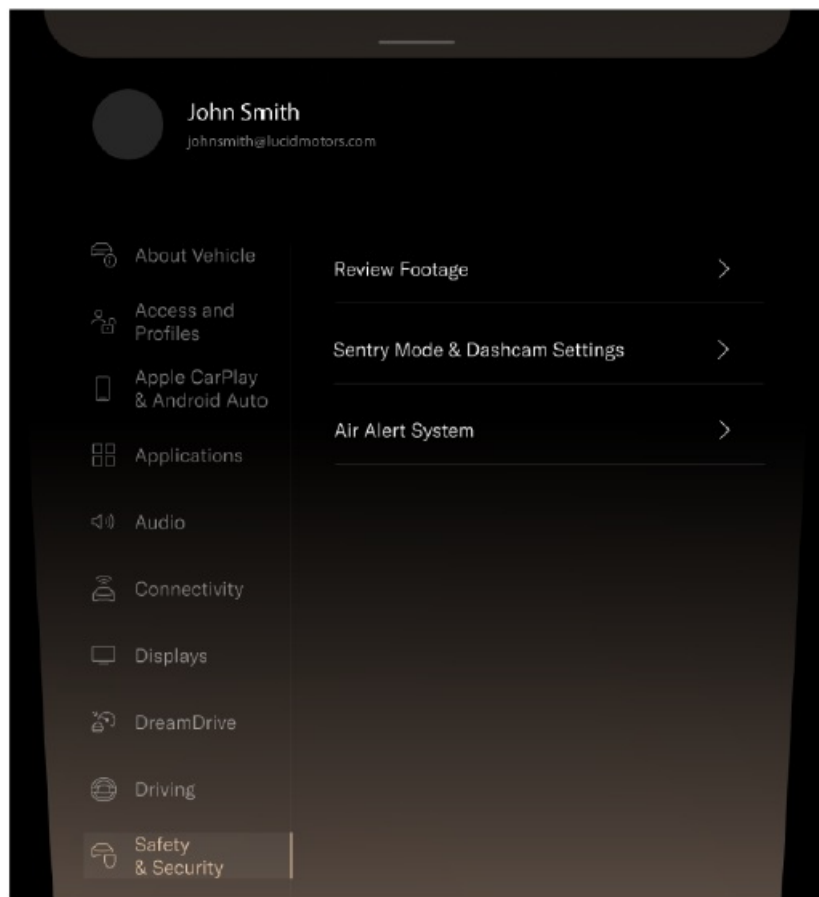 John Smith
johnsmith@lucidmotors.com
About Vehicle
Access and
Profiles
Apple CarPlay
& Android Auto
Applications
Audio
Connectivity
Displays
DreamDrive
Driving
Safety
& Security
Review Footage
Sentry Mode & Dashcam Settings
Air Alert System